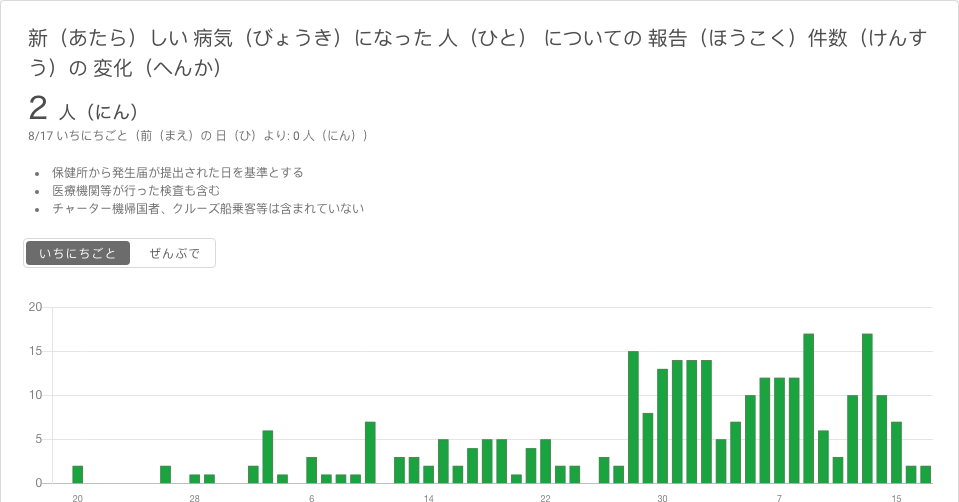 新（あたら）しい 病気（びょうき）になった 人（ひと） についての 報告（ほうこく）件数（けんす
う）の 変化（へんか）
2 人（にん）
8/17 いちにちごと（前（まえ）の 日（ひ）より: 0 人（にん））
保健所から発生届が提出された日を基準とする
医療機関等が行った検査も含む
チャーター機帰国者、クルーズ船乗客等は含まれていない
いちにちごと ぜんぶで
20
15
10
5
0
20 28 6 14 22 30 7 15